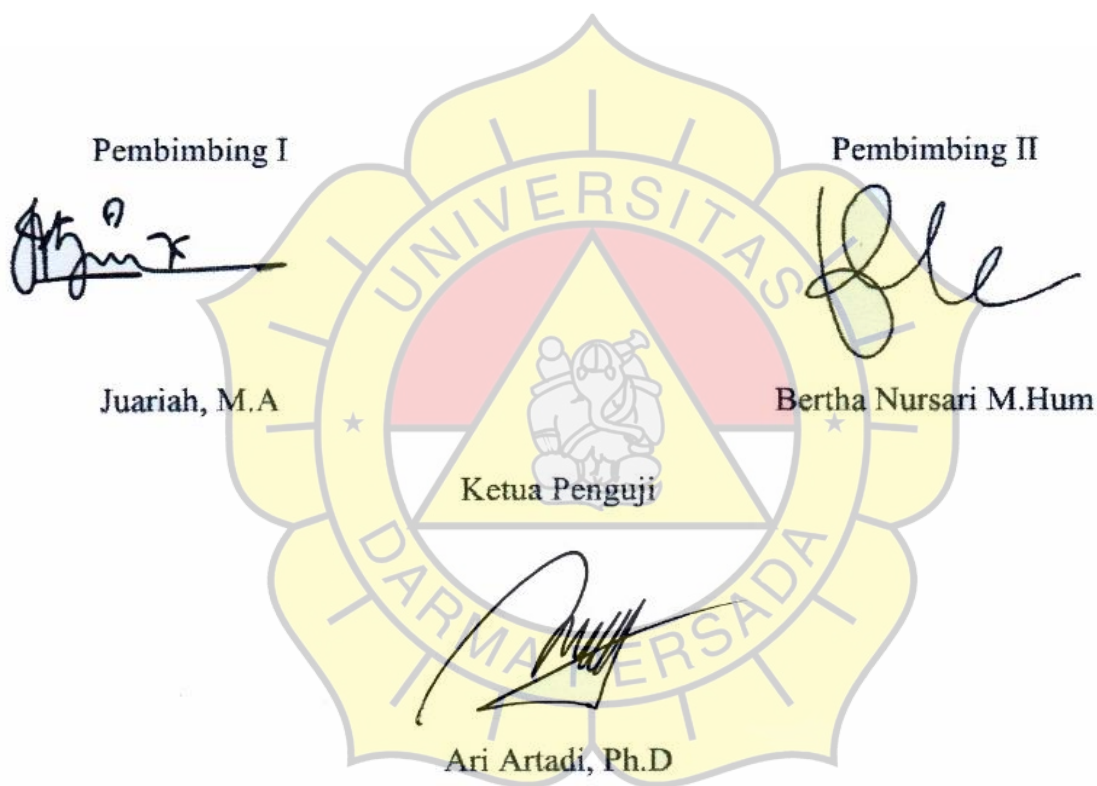 Pembimbing I
Pembimbing II
Juariah, M.A
Bertha Nursari M.Hum
Ketua Penguji
Ari Artadi, Ph.D
UNIVERSITAS
DARMA PERSADA